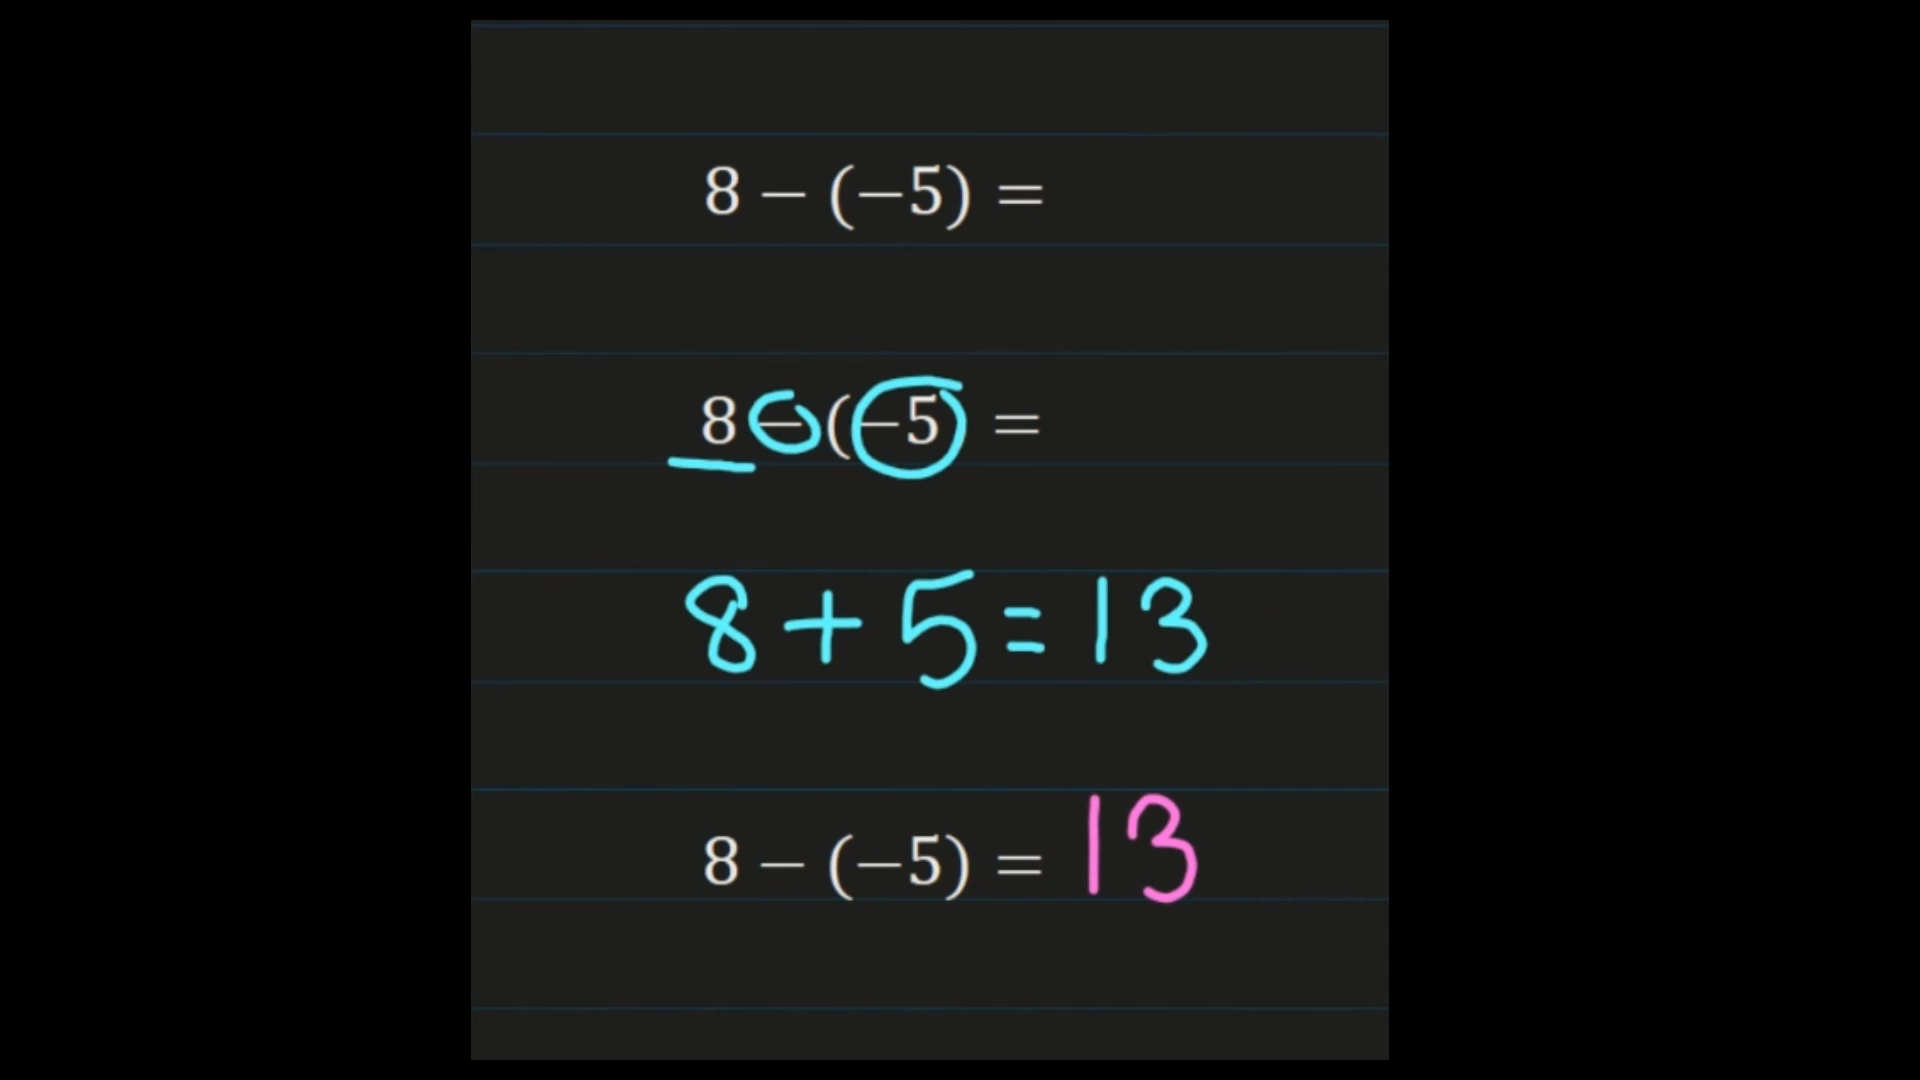 8 − (−5) =
8 − (−5) =
8 + 5 = 13
8 − (−5) = 13